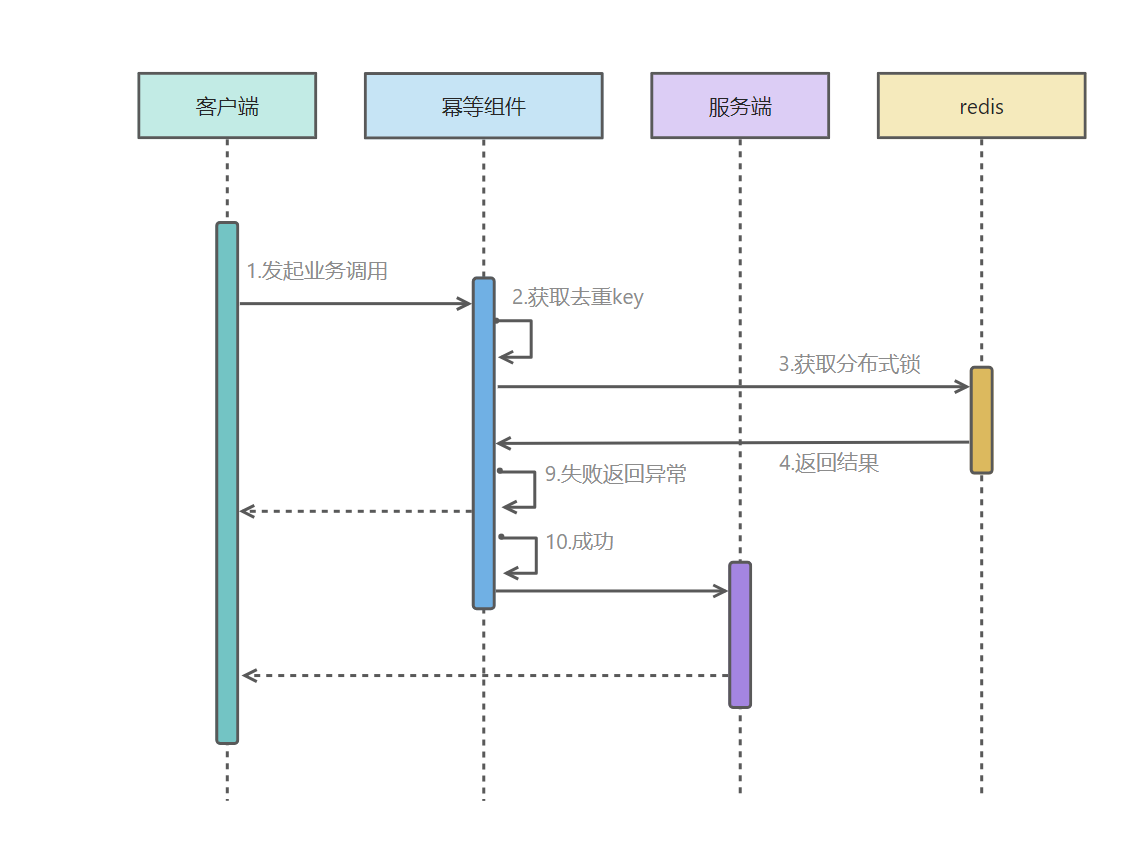 客户端
幂等组件
服务端
redis
1.发起业务调用
2.获取去重key
3.获取分布式锁
4.返回结果
9.失败返回异常
10.成功